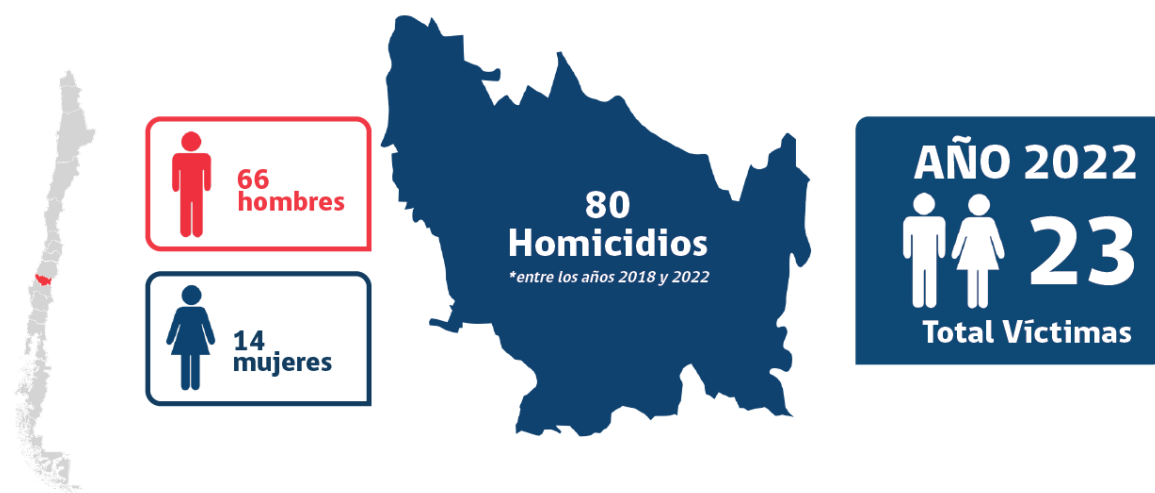 66
hombres
14
mujeres
80
Homicidios
*entre los años 2018 y 2022
AÑO 2022
23
Total Víctimas